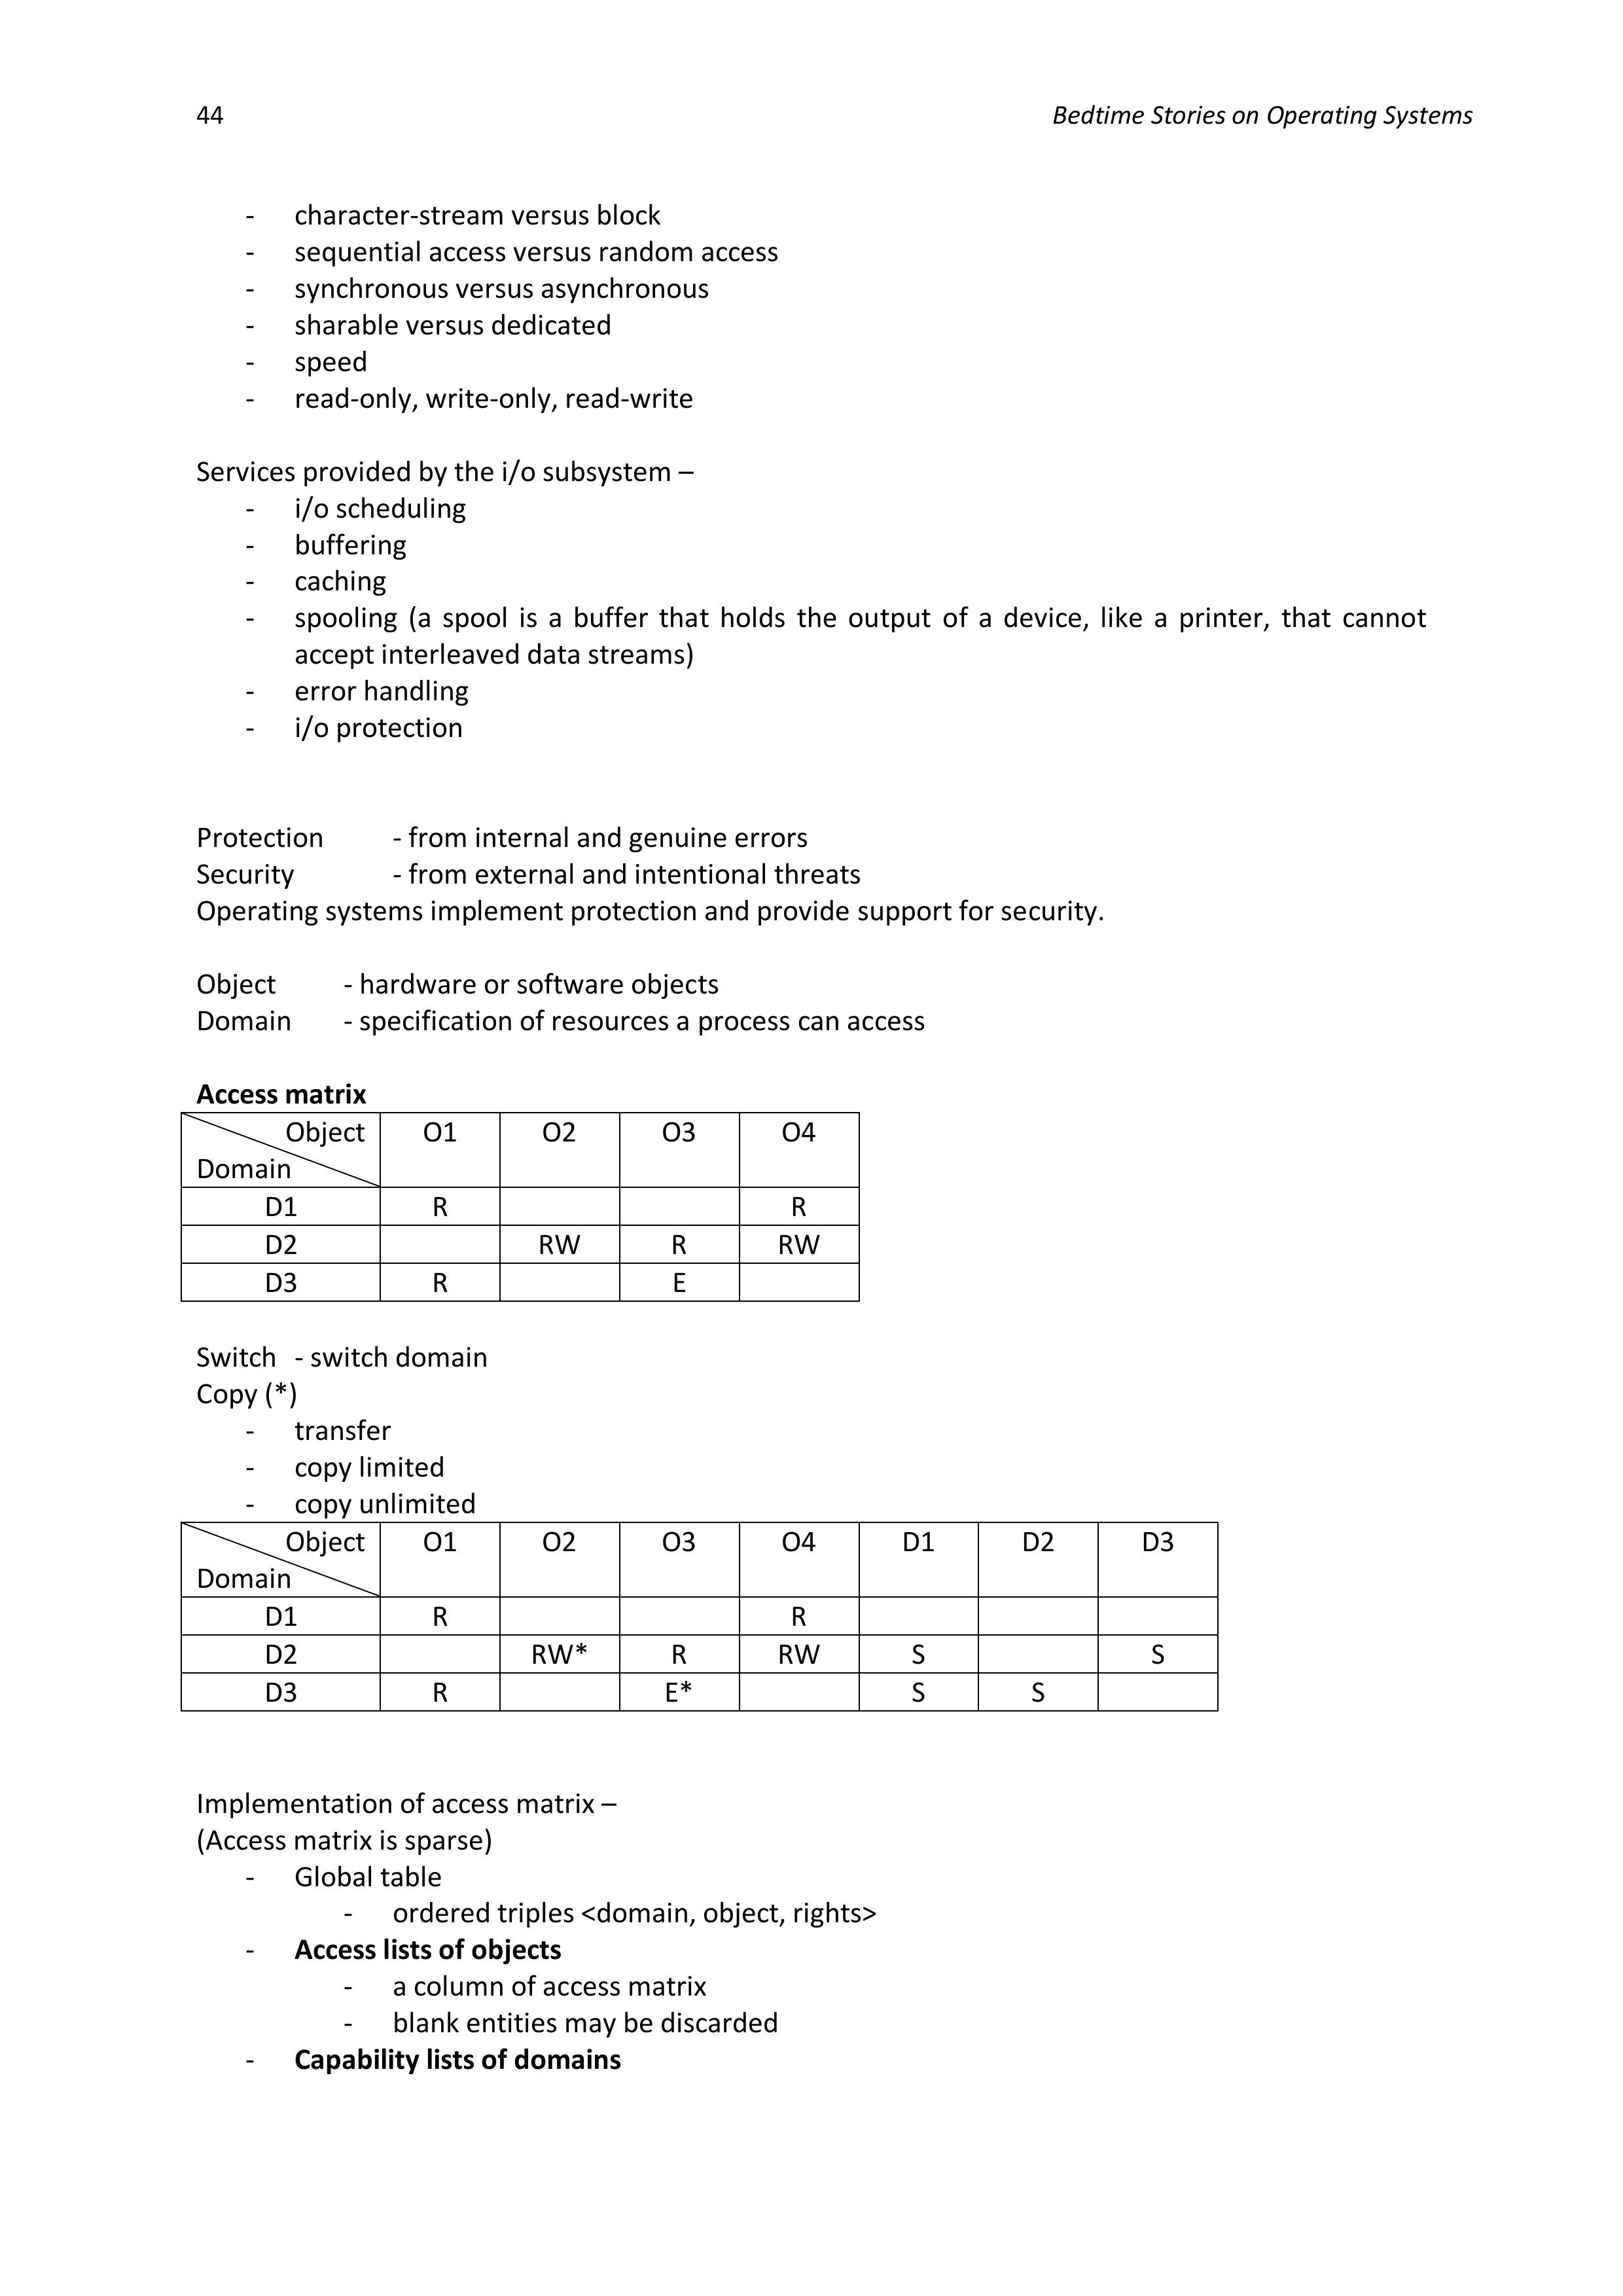 44 Bedtime Stories on Operating Systems
- character-stream versus block
- sequential access versus random access
- synchronous versus asynchronous
- sharable versus dedicated
- speed
- read-only, write-only, read-write
Services provided by the i/o subsystem –
- i/o scheduling
- buffering
- caching
- spooling (a spool is a buffer that holds the output of a device, like a printer, that cannot
accept interleaved data streams)
- error handling
- i/o protection
Protection - from internal and genuine errors
Security - from external and intentional threats
Operating systems implement protection and provide support for security.
Object - hardware or software objects
Domain - specification of resources a process can access
Access matrix
Object O1 O2 O3 O4
Domain
D1 R R
D2 RW R RW
D3 R E
Switch - switch domain
Copy (*)
- transfer
- copy limited
- copy unlimited
Object O1 O2 O3 O4 D1 D2 D3
Domain
D1 R R
D2 RW* R RW S S
D3 R E* S S
Implementation of access matrix –
(Access matrix is sparse)
- Global table
- ordered triples <domain, object, rights>
- Access lists of objects
- a column of access matrix
- blank entities may be discarded
- Capability lists of domains